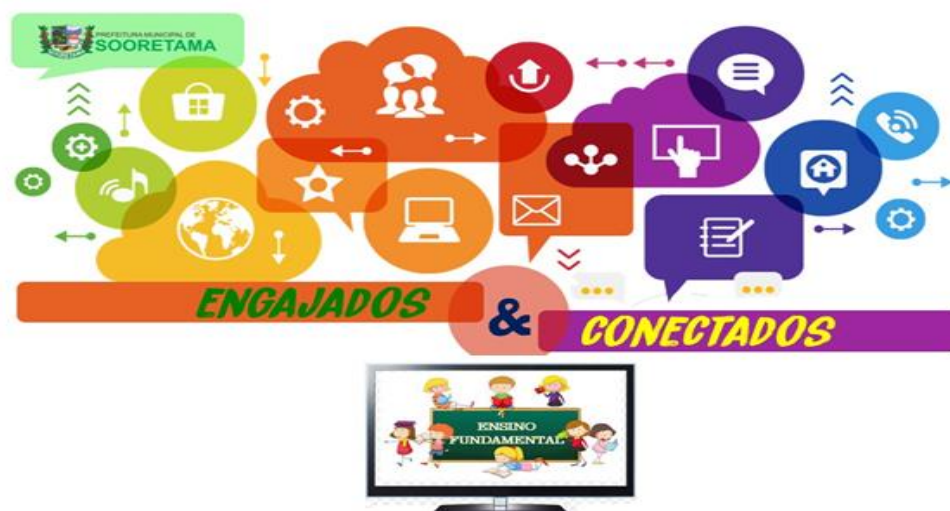 PREFEITURA MUNICIPAL DE
SOORETAMA
ENGAJADOS
&
CONECTADOS
ENSINO
FUNDAMENTAL